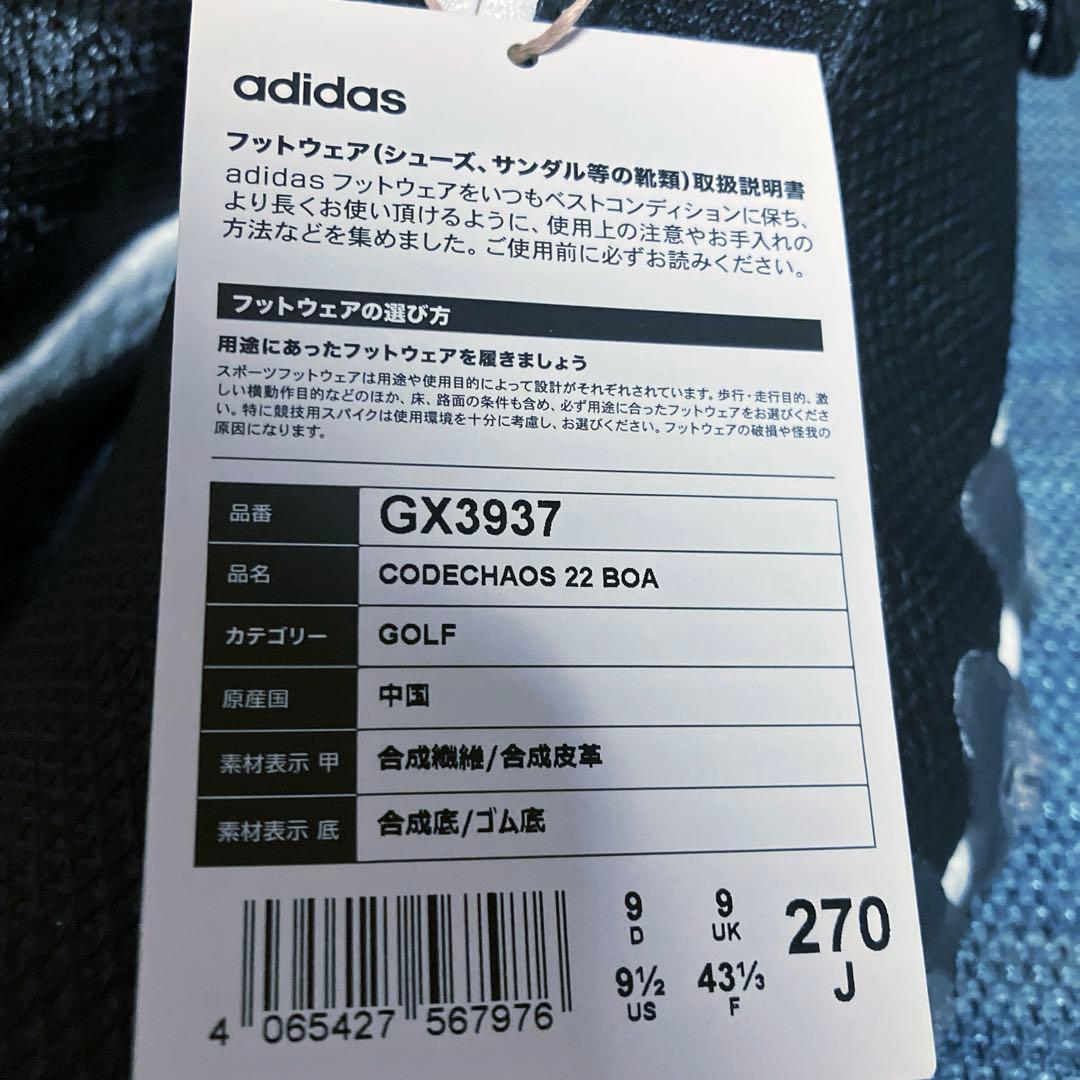 adidas
フットウェア(シューズ、サンダル等の靴類)取扱説明書
adidas フットウェアをいつもベストコンディションに保ち、
より長くお使い頂けるように、使用上の注意やお手入れの
方法などを集めました。ご使用前に必ずお読みください。
フットウェアの選び方
用途にあったフットウェアを履きましょう
スポーツフットウェアは用途や使用目的によって設計がそれぞれされています。歩行・走行目的、激
しい横動作目的などのほか、床、路面の条件も含め、必ず用途に合ったフットウェアをお選びくださ
い。特に競技用スパイクは使用環境を十分に考慮し、お選びください。フットウェアの破損や怪我の
原因になります。
品番 GX3937
品名 CODECHAOS 22 BOA
カテゴリー GOLF
原産国 中国
素材表示 甲 合成繊維/合成皮革
素材表示 底 合成底/ゴム底
9 9 270
D UK J
9½ 43⅓
US F
4 065427 567976